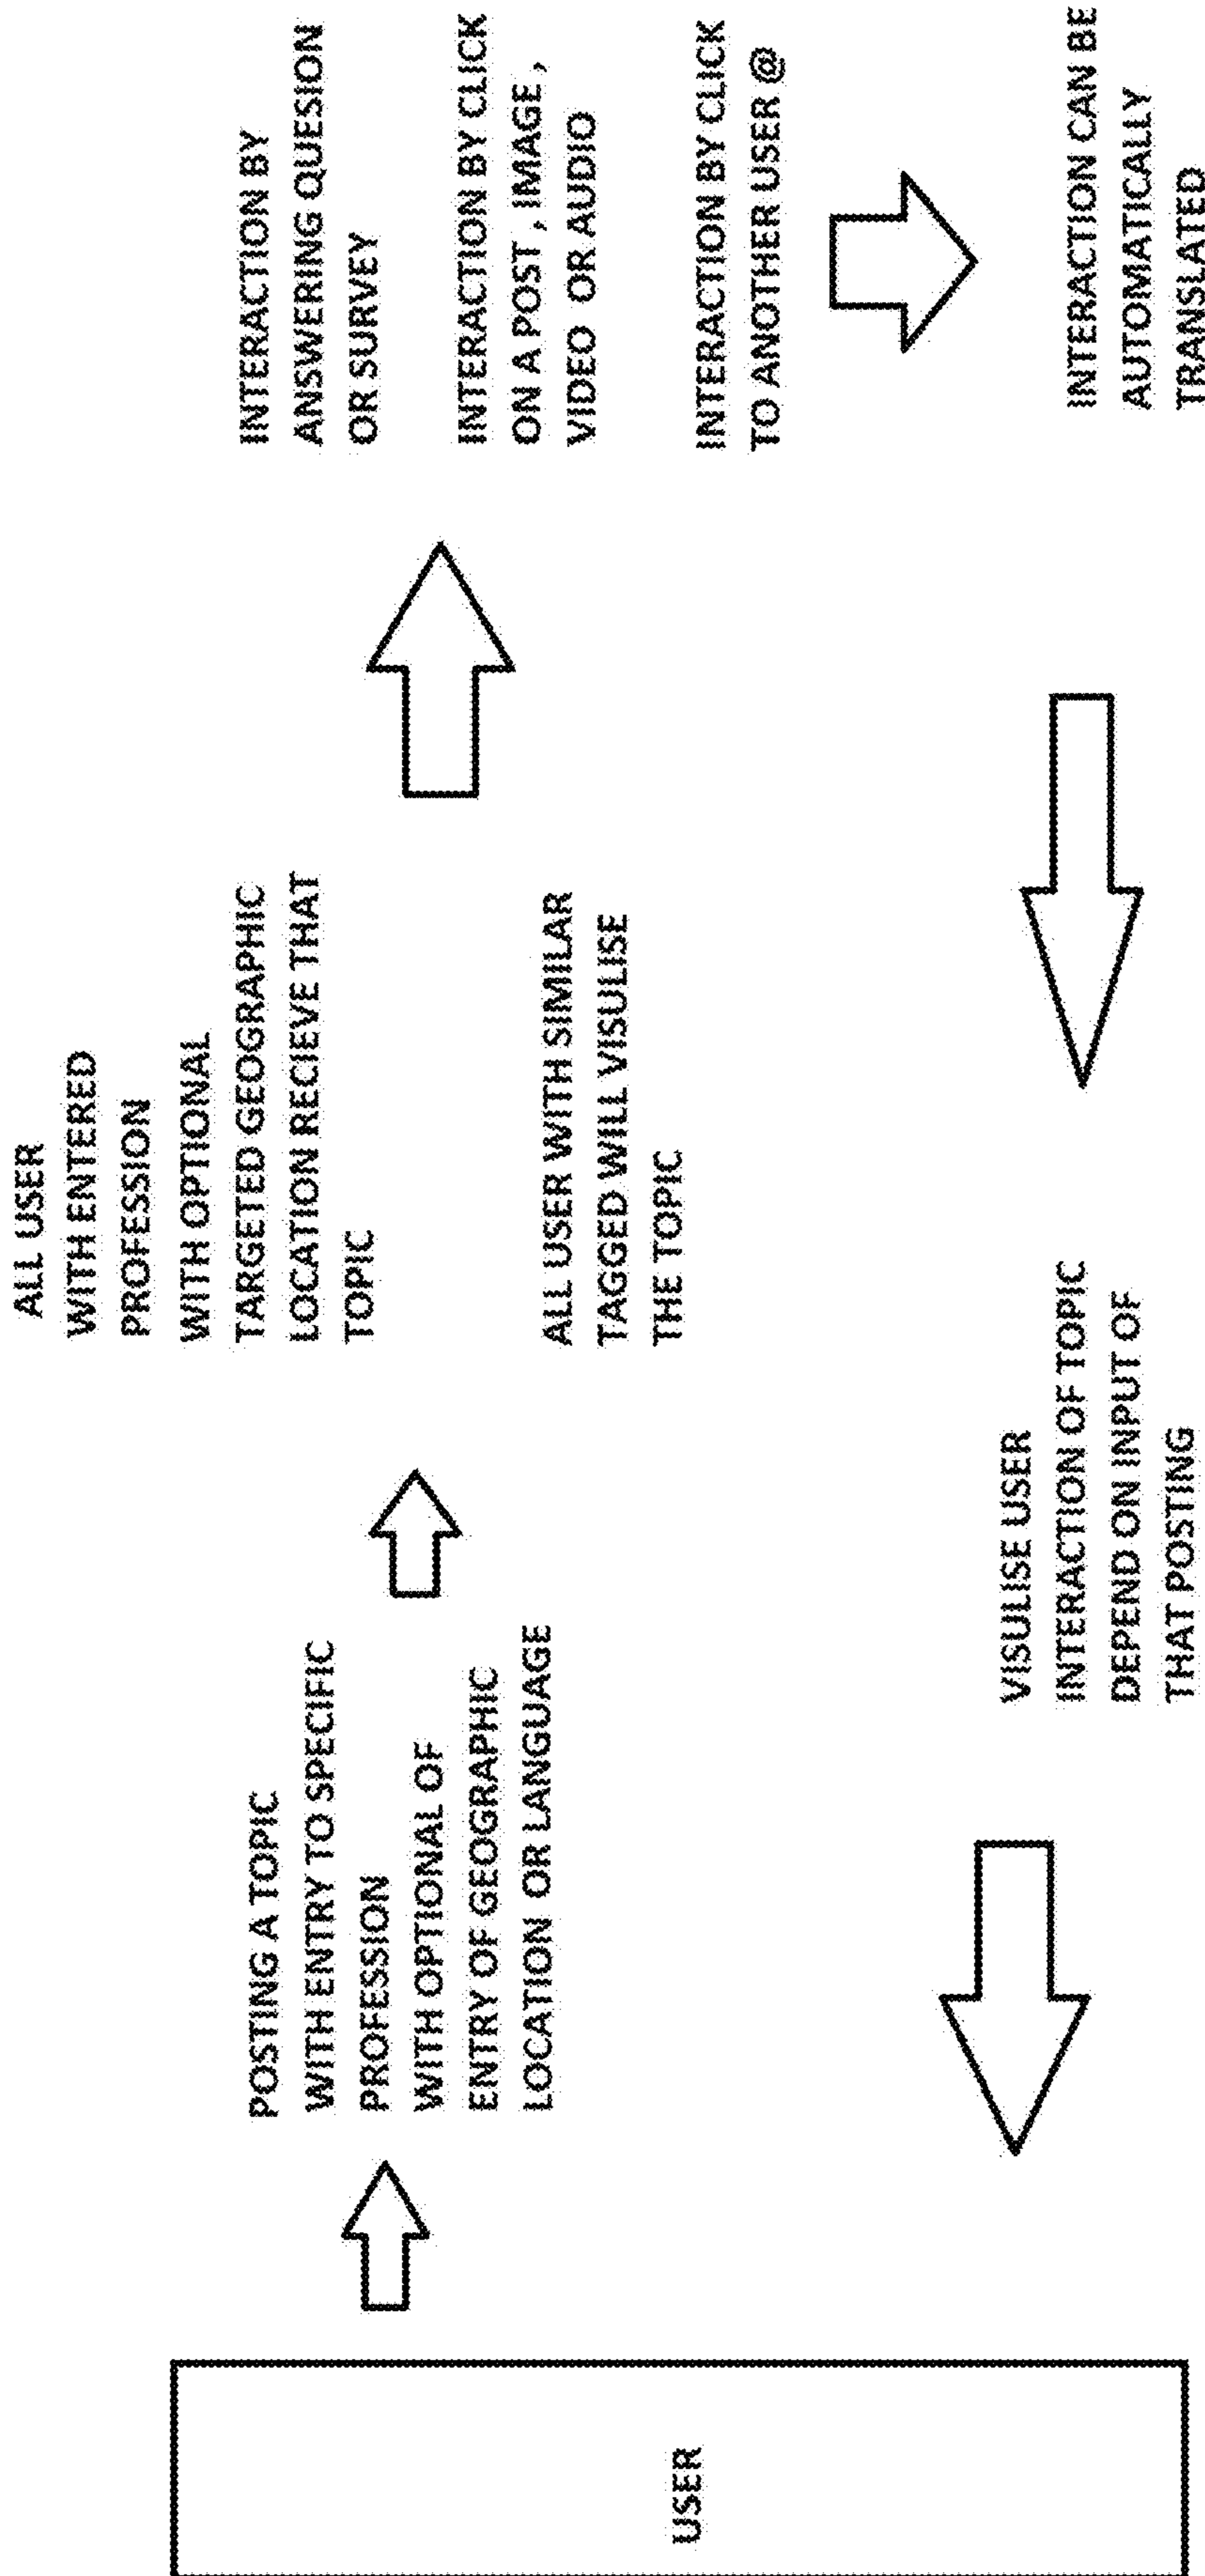 USER
POSTING A TOPIC
WITH ENTRY TO SPECIFIC
PROFESSION
WITH OPTIONAL OF
ENTRY OF GEOGRAPHIC
LOCATION OR LANGUAGE
ALL USER
WITH ENTERED
PROFESSION
WITH OPTIONAL
TARGETED GEOGRAPHIC
LOCATION RECIEVE THAT
TOPIC
ALL USER WITH SIMILAR
TAGGED WILL VISULISE
THE TOPIC
INTERACTION BY
ANSWERING QUESION
OR SURVEY
INTERACTION BY CLICK
ON A POST , IMAGE ,
VIDEO OR AUDIO
INTERACTION BY CLICK
TO ANOTHER USER @
INTERACTION CAN BE
AUTOMATICALLY
TRANSLATED
VISULISE USER
INTERACTION OF TOPIC
DEPEND ON INPUT OF
THAT POSTING